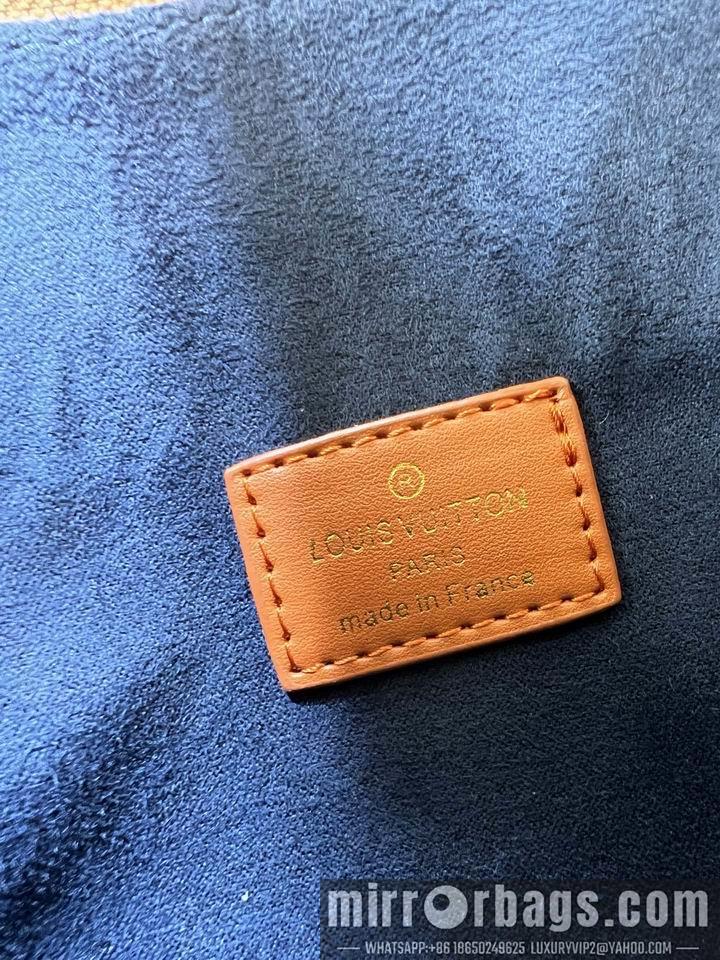 ®
LOUIS VUITTON
PARIS
made in France
mirrorbags.com
WHATSAPP:+86 18650249625 LUXURYVIP2@YAHOO.COM